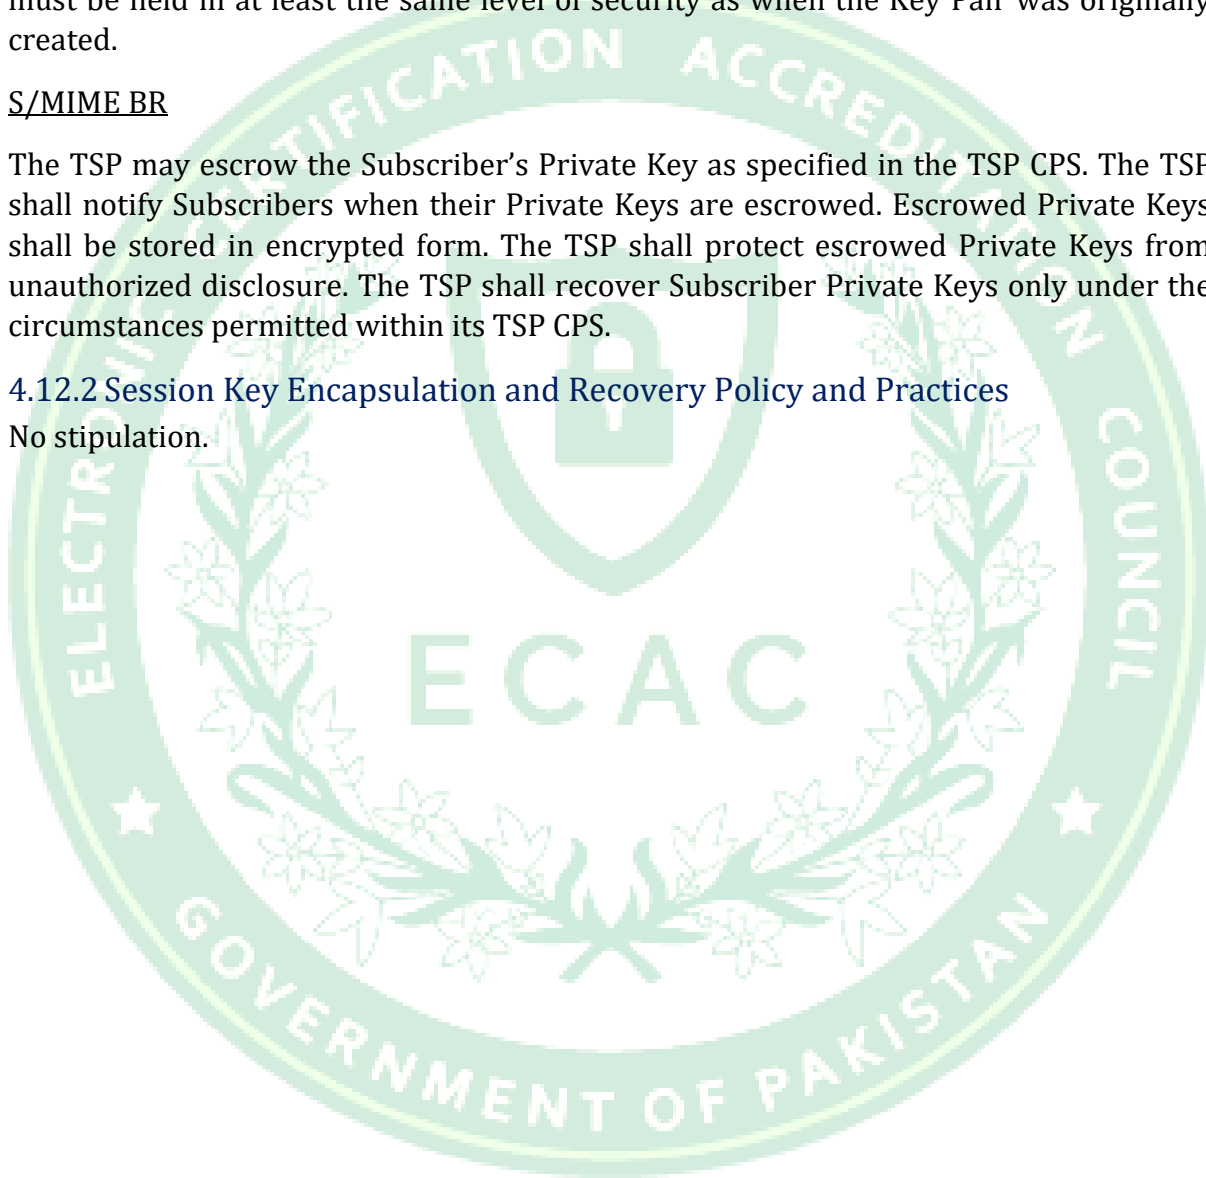 must be held in at least the same level of security as when the Key Pair was originally
created.
S/MIME BR
The TSP may escrow the Subscriber’s Private Key as specified in the TSP CPS. The TSP
shall notify Subscribers when their Private Keys are escrowed. Escrowed Private Keys
shall be stored in encrypted form. The TSP shall protect escrowed Private Keys from
unauthorized disclosure. The TSP shall recover Subscriber Private Keys only under the
circumstances permitted within its TSP CPS.
4.12.2 Session Key Encapsulation and Recovery Policy and Practices
No stipulation.
ELECTRONIC CERTIFICATION ACCREDITATION COUNCIL
ECAC
GOVERNMENT OF PAKISTAN